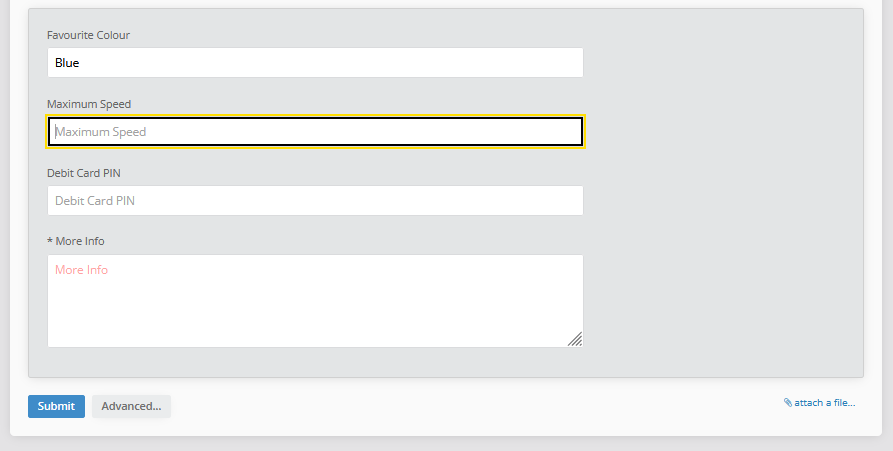 Favourite Colour
Blue
Maximum Speed
Maximum Speed
Debit Card PIN
Debit Card PIN
* More Info
More Info
Submit Advanced... attach a file...